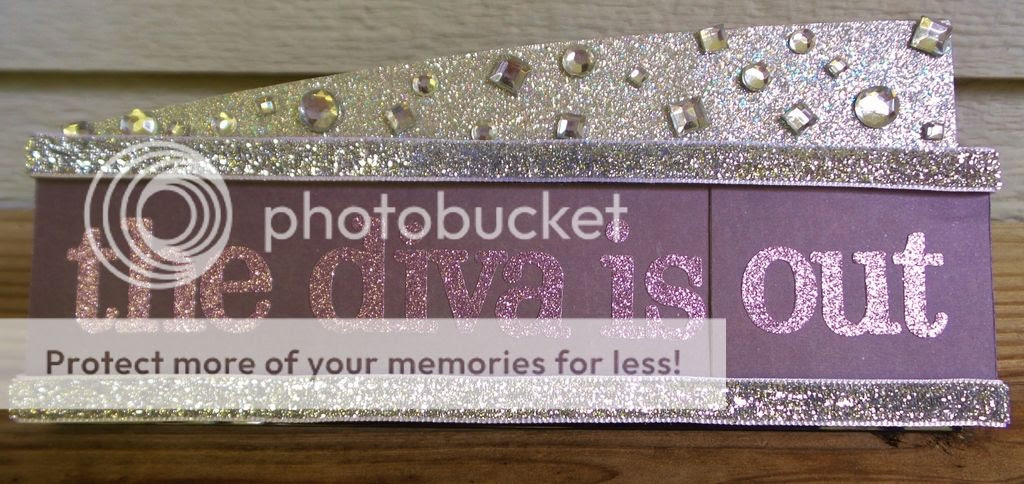 photobucket
the diva is out
Protect more of your memories for less!